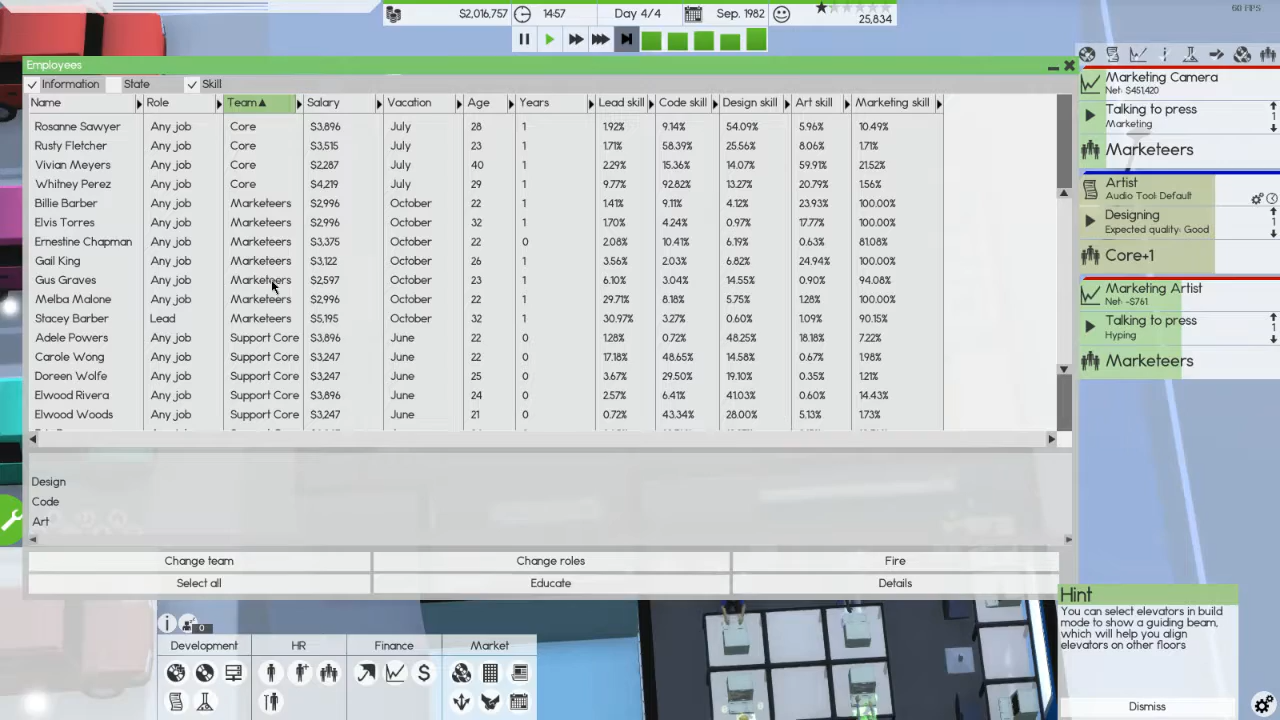 $2,016,757 14:57 Day 4/4 Sep. 1982 25,834
60 FPS
Employees
Information State Skill
Name Role Team▲ Salary Vacation Age Years Lead skill Code skill Design skill Art skill Marketing skill
Rosanne Sawyer Any job Core $3,896 July 28 1 1.92% 9.14% 54.09% 5.96% 10.49%
Rusty Fletcher Any job Core $3,515 July 23 1 1.71% 58.39% 25.56% 8.06% 1.71%
Vivian Meyers Any job Core $2,287 July 40 1 2.29% 15.36% 14.07% 59.91% 21.52%
Whitney Perez Any job Core $4,219 July 29 1 9.77% 92.82% 13.27% 20.79% 1.56%
Billie Barber Any job Marketeers $2,996 October 22 1 1.41% 9.11% 4.12% 23.93% 100.00%
Elvis Torres Any job Marketeers $2,996 October 32 1 1.70% 4.24% 0.97% 17.77% 100.00%
Ernestine Chapman Any job Marketeers $3,375 October 22 0 2.08% 10.41% 6.19% 0.63% 81.08%
Gail King Any job Marketeers $3,122 October 26 1 3.56% 2.03% 6.82% 24.94% 100.00%
Gus Graves Any job Marketeers $2,597 October 23 1 6.10% 3.04% 14.55% 0.90% 94.08%
Melba Malone Any job Marketeers $2,996 October 22 1 29.71% 8.18% 5.75% 1.28% 100.00%
Stacey Barber Lead Marketeers $5,195 October 32 1 30.97% 3.27% 0.60% 1.09% 90.15%
Adele Powers Any job Support Core $3,896 June 22 0 1.28% 0.72% 48.25% 18.18% 7.22%
Carole Wong Any job Support Core $3,247 June 22 0 17.18% 48.65% 14.58% 0.67% 1.98%
Doreen Wolfe Any job Support Core $3,247 June 25 0 3.67% 29.50% 19.10% 0.35% 1.21%
Elwood Rivera Any job Support Core $3,896 June 24 0 2.57% 6.41% 41.03% 0.60% 14.43%
Elwood Woods Any job Support Core $3,247 June 21 0 0.72% 43.34% 28.00% 5.13% 1.73%
Design
Code
Art
Change team Change roles Fire
Select all Educate Details
Marketing Camera
Net: $451,420
Talking to press 1
Marketing
Marketeers
Artist
Audio Tool: Default
Designing 1
Expected quality: Good
Core+1
Marketing Artist
Net: -$761
Talking to press 1
Hyping
Marketeers
Hint
You can select elevators in build
mode to show a guiding beam,
which will help you align
elevators on other floors
Dismiss
0
Development HR Finance Market